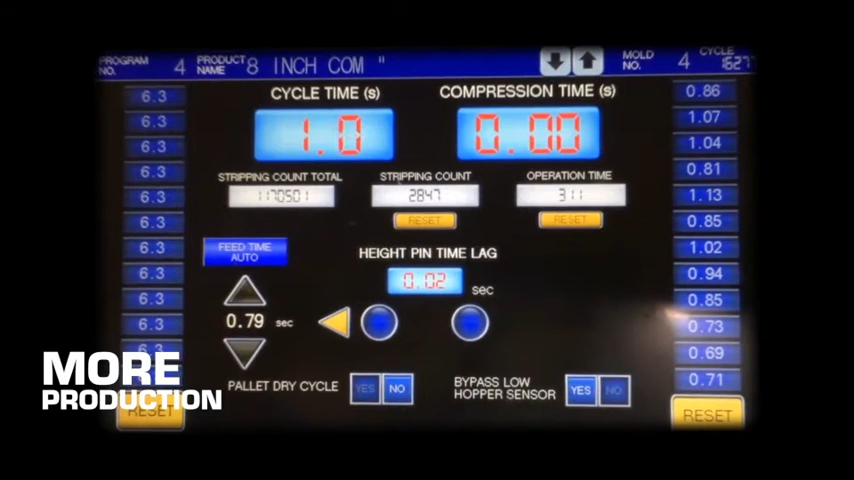 PROGRAM NO. 4 PRODUCT NAME 8 INCH COM " MOLD NO. 4 CYCLE 1627
CYCLE TIME (s) COMPRESSION TIME (s)
1.0 0.00
STRIPPING COUNT TOTAL STRIPPING COUNT OPERATION TIME
1170501 2847 311
RESET RESET
FEED TIME AUTO
HEIGHT PIN TIME LAG
0.02 sec
0.79 sec
PALLET DRY CYCLE YES NO
BYPASS LOW HOPPER SENSOR YES NO
6.3
6.3
6.3
6.3
6.3
6.3
6.3
6.3
6.3
6.3
6.3
RESET
0.86
1.07
1.04
0.81
1.13
0.85
1.02
0.94
0.85
0.73
0.69
0.71
RESET
MORE
PRODUCTION